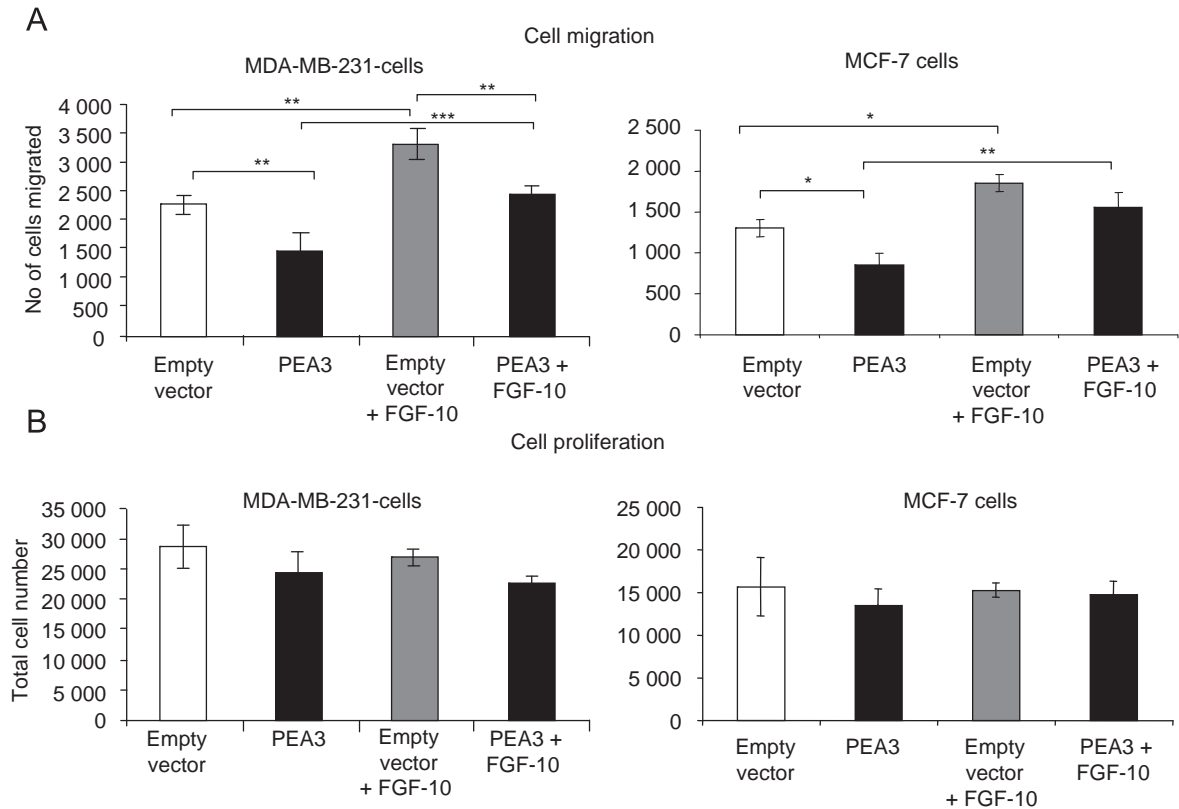 A
Cell migration
MDA-MB-231-cells
No of cells migrated
4 000
3 500
3 000
2 500
2 000
1 500
1 000
500
0
**
**
***
**
Empty
vector
PEA3
Empty
vector
+ FGF-10
PEA3 +
FGF-10
MCF-7 cells
2 500
2 000
1 500
1 000
500
0
*
**
*
Empty
vector
PEA3
Empty
vector
+ FGF-10
PEA3 +
FGF-10
B
Cell proliferation
MDA-MB-231-cells
Total cell number
35 000
30 000
25 000
20 000
15 000
10 000
5 000
0
Empty
vector
PEA3
Empty
vector
+ FGF-10
PEA3 +
FGF-10
MCF-7 cells
25 000
20 000
15 000
10 000
5 000
0
Empty
vector
PEA3
Empty
vector
+ FGF-10
PEA3 +
FGF-10